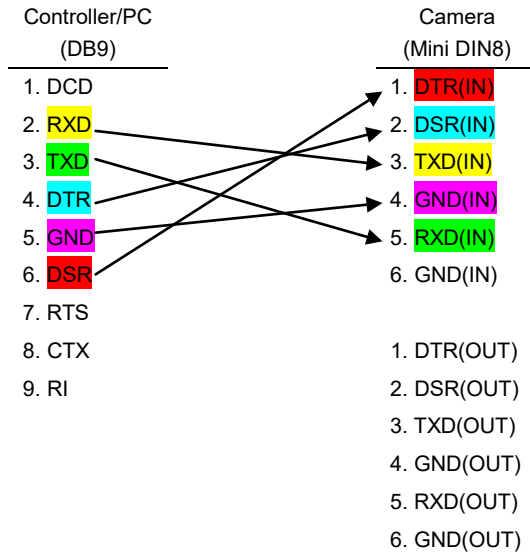 Controller/PC
(DB9)
1. DCD
2. RXD
3. TXD
4. DTR
5. GND
6. DSR
7. RTS
8. CTX
9. RI
Camera
(Mini DIN8)
1. DTR(IN)
2. DSR(IN)
3. TXD(IN)
4. GND(IN)
5. RXD(IN)
6. GND(IN)
1. DTR(OUT)
2. DSR(OUT)
3. TXD(OUT)
4. GND(OUT)
5. RXD(OUT)
6. GND(OUT)